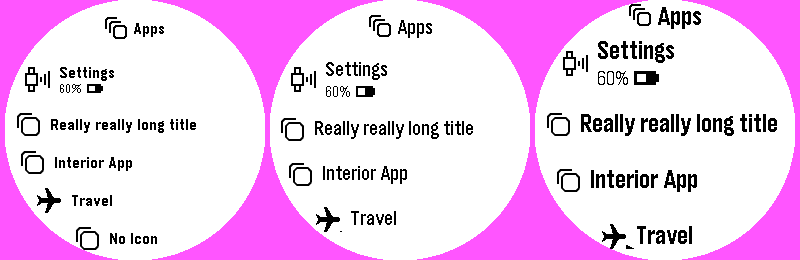 Apps
Settings
60%
Really really long title
Interior App
Travel
No Icon
Apps
Settings
60%
Really really long title
Interior App
Travel
Apps
Settings
60%
Really really long title
Interior App
Travel